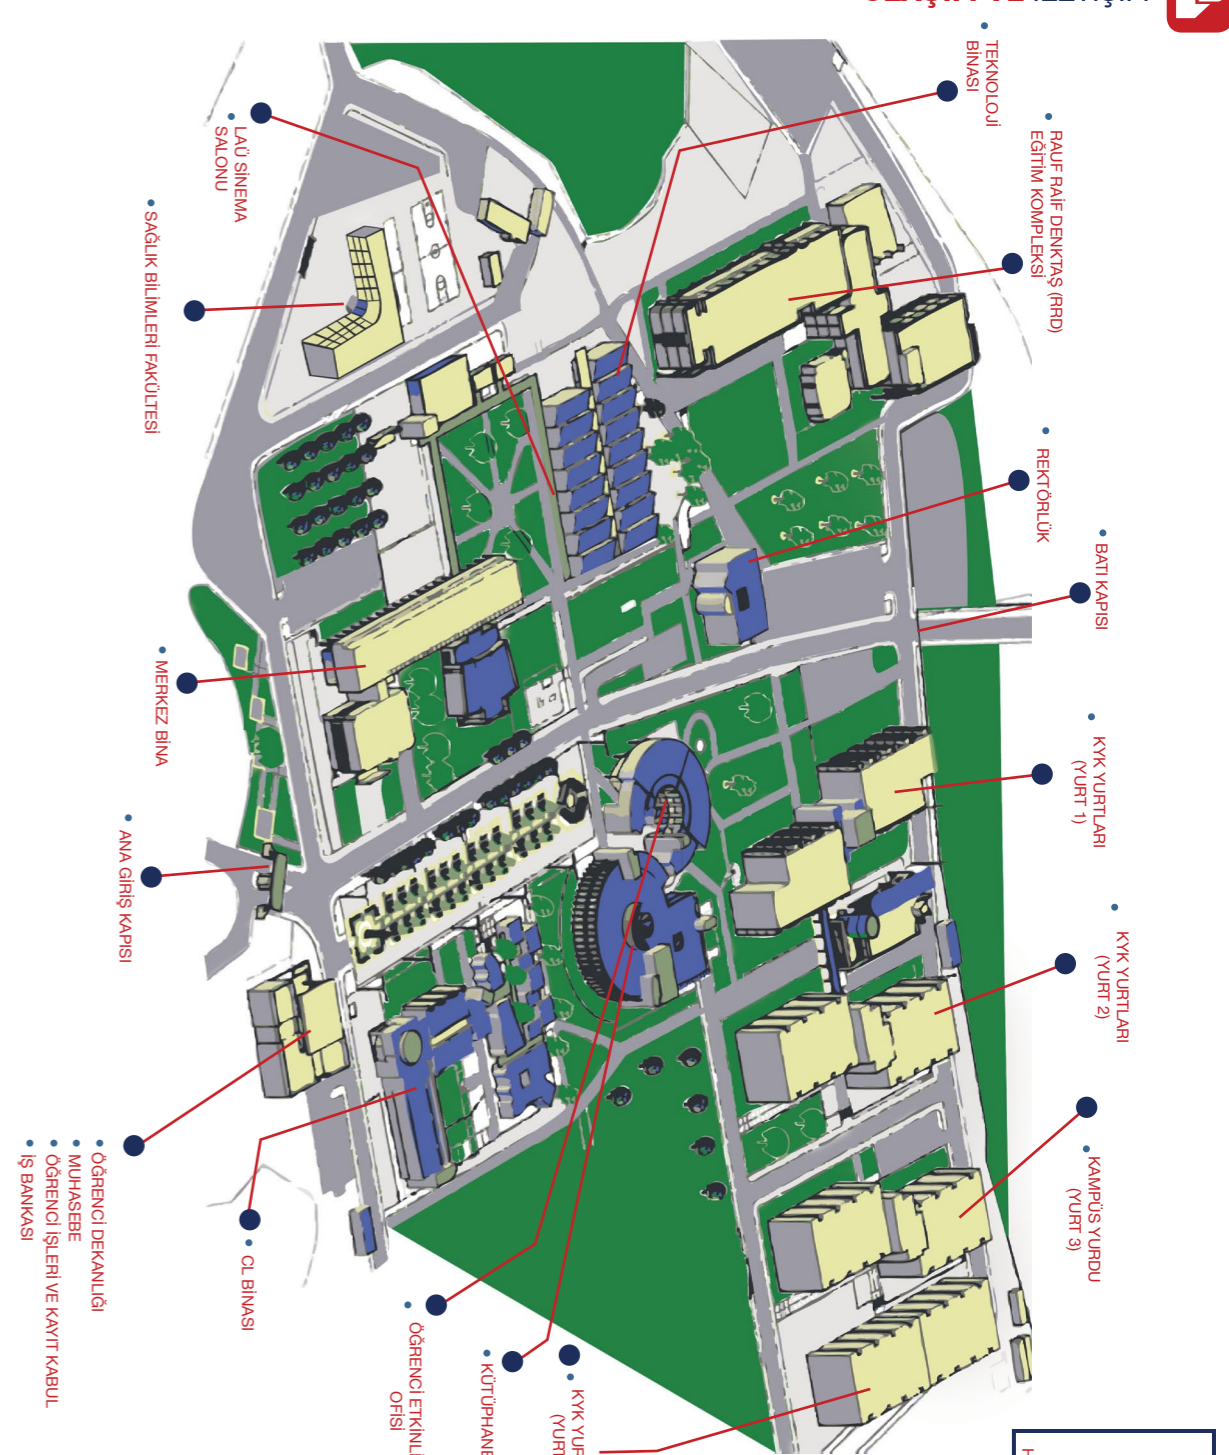 TEKNOLOJİ
BİNASI
RAUF RAİF DENKTAŞ (RRD)
EĞİTİM KOMPLEKSİ
LAÜ SİNEMA
SALONU
SAĞLIK BİLİMLERİ FAKÜLTESİ
REKTÖRLÜK
BATI KAPISI
MERKEZ BİNA
KYK YURTLARI
(YURT 1)
ANA GİRİŞ KAPISI
KYK YURTLARI
(YURT 2)
KAMPÜS YURDU
(YURT 3)
ÖĞRENCİ DEKANLIĞI
MUHASEBE
ÖĞRENCİ İŞLERİ VE KAYIT KABUL
İŞ BANKASI
CL BİNASI
ÖĞRENCİ ETKİNLİ
OFİSİ
KÜTÜPHANE
KYK YUR
(YURT